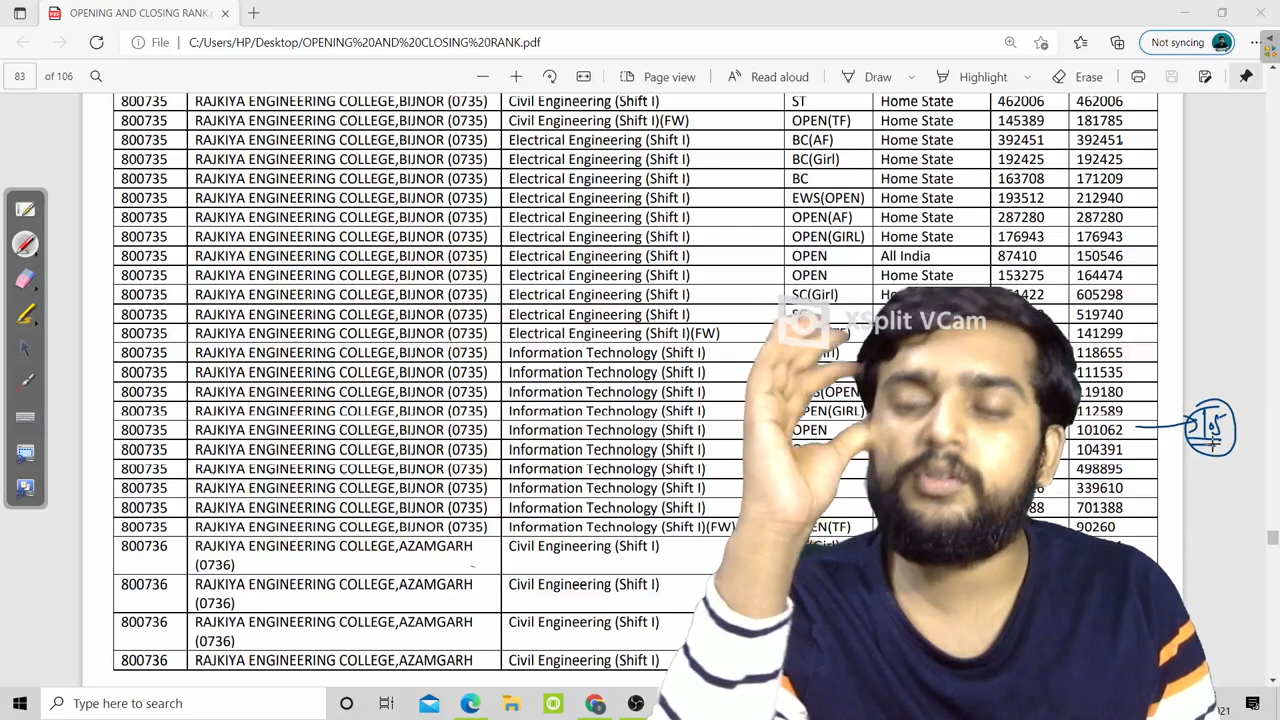 OPENING AND CLOSING RANK.
File C:/Users/HP/Desktop/OPENING%20AND%20CLOSING%20RANK.pdf Not syncing
83 of 106 Page view Read aloud Draw Highlight Erase
800735 RAJKIYA ENGINEERING COLLEGE,BIJNOR (0735) Civil Engineering (Shift I) ST Home State 462006 462006
800735 RAJKIYA ENGINEERING COLLEGE,BIJNOR (0735) Civil Engineering (Shift I)(FW) OPEN(TF) Home State 145389 181785
800735 RAJKIYA ENGINEERING COLLEGE,BIJNOR (0735) Electrical Engineering (Shift I) BC(AF) Home State 392451 392451
800735 RAJKIYA ENGINEERING COLLEGE,BIJNOR (0735) Electrical Engineering (Shift I) BC(Girl) Home State 192425 192425
800735 RAJKIYA ENGINEERING COLLEGE,BIJNOR (0735) Electrical Engineering (Shift I) BC Home State 163708 171209
800735 RAJKIYA ENGINEERING COLLEGE,BIJNOR (0735) Electrical Engineering (Shift I) EWS(OPEN) Home State 193512 212940
800735 RAJKIYA ENGINEERING COLLEGE,BIJNOR (0735) Electrical Engineering (Shift I) OPEN(AF) Home State 287280 287280
800735 RAJKIYA ENGINEERING COLLEGE,BIJNOR (0735) Electrical Engineering (Shift I) OPEN(GIRL) Home State 176943 176943
800735 RAJKIYA ENGINEERING COLLEGE,BIJNOR (0735) Electrical Engineering (Shift I) OPEN All India 87410 150546
800735 RAJKIYA ENGINEERING COLLEGE,BIJNOR (0735) Electrical Engineering (Shift I) OPEN Home State 153275 164474
800735 RAJKIYA ENGINEERING COLLEGE,BIJNOR (0735) Electrical Engineering (Shift I) SC(Girl) 605298
800735 RAJKIYA ENGINEERING COLLEGE,BIJNOR (0735) Electrical Engineering (Shift I) 519740
XSplit VCam
800735 RAJKIYA ENGINEERING COLLEGE,BIJNOR (0735) Electrical Engineering (Shift I)(FW) 141299
800735 RAJKIYA ENGINEERING COLLEGE,BIJNOR (0735) Information Technology (Shift I) 118655
800735 RAJKIYA ENGINEERING COLLEGE,BIJNOR (0735) Information Technology (Shift I) 111535
800735 RAJKIYA ENGINEERING COLLEGE,BIJNOR (0735) Information Technology (Shift I) 119180
800735 RAJKIYA ENGINEERING COLLEGE,BIJNOR (0735) Information Technology (Shift I) 112589
800735 RAJKIYA ENGINEERING COLLEGE,BIJNOR (0735) Information Technology (Shift I) OPEN 101062
800735 RAJKIYA ENGINEERING COLLEGE,BIJNOR (0735) Information Technology (Shift I) 104391
800735 RAJKIYA ENGINEERING COLLEGE,BIJNOR (0735) Information Technology (Shift I) 498895
800735 RAJKIYA ENGINEERING COLLEGE,BIJNOR (0735) Information Technology (Shift I) 339610
800735 RAJKIYA ENGINEERING COLLEGE,BIJNOR (0735) Information Technology (Shift I) 701388
800735 RAJKIYA ENGINEERING COLLEGE,BIJNOR (0735) Information Technology (Shift I)(FW) 90260
800736 RAJKIYA ENGINEERING COLLEGE,AZAMGARH Civil Engineering (Shift I)
(0736)
800736 RAJKIYA ENGINEERING COLLEGE,AZAMGARH Civil Engineering (Shift I)
(0736)
800736 RAJKIYA ENGINEERING COLLEGE,AZAMGARH Civil Engineering (Shift I)
(0736)
800736 RAJKIYA ENGINEERING COLLEGE,AZAMGARH Civil Engineering (Shift I)
Type here to search